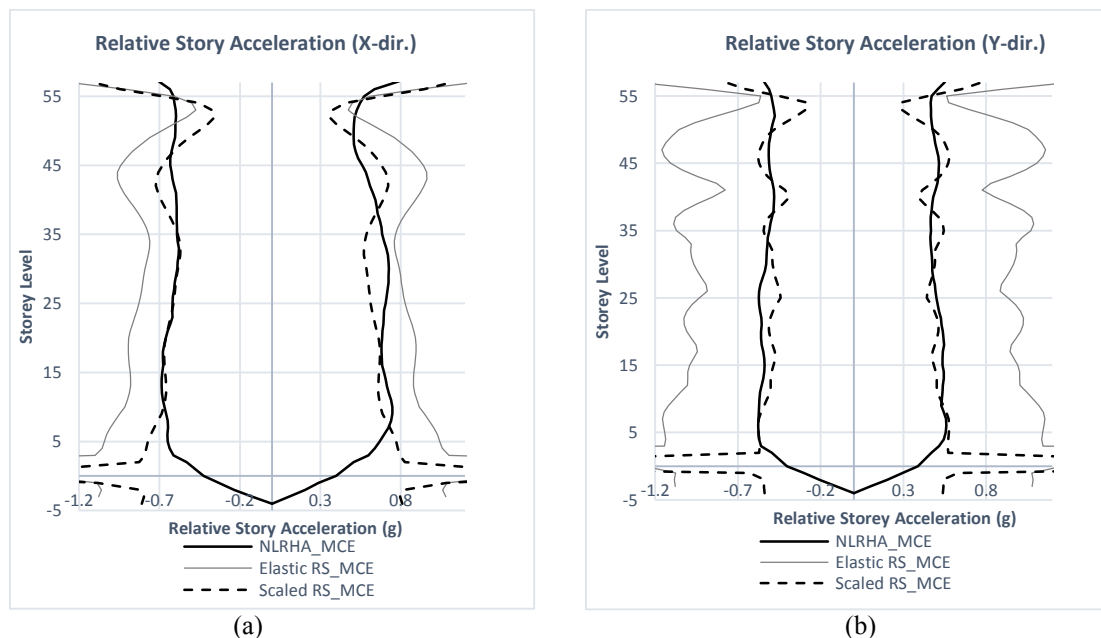 Relative Story Acceleration (X-dir.)
55
45
35
25
15
5
-5
Storey Level
-1.2 -0.7 -0.2 0.3 0.8
Relative Storey Acceleration (g)
NLRHA_MCE
Elastic RS_MCE
Scaled RS_MCE
(a)
Relative Story Acceleration (Y-dir.)
55
45
35
25
15
5
-5
Storey Level
-1.2 -0.7 -0.2 0.3 0.8
Relative Storey Acceleration (g)
NLRHA_MCE
Elastic RS_MCE
Scaled RS_MCE
(b)